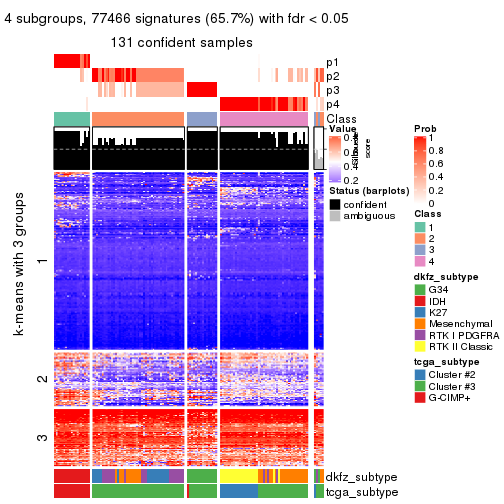 4 subgroups, 77466 signatures (65.7%) with fdr < 0.05
131 confident samples
p1
p2
p3
p4
Class
k-means with 3 groups
1
2
3
dkfz_subtype
tcga_subtype
Value
0.4
0.2
score
Status (barplots)
confident
ambiguous
Prob
1
0.8
0.6
0.4
0.2
0
Class
1
2
3
4
dkfz_subtype
G34
IDH
K27
Mesenchymal
RTK I PDGFRA
RTK II Classic
tcga_subtype
Cluster #2
Cluster #3
G-CIMP+